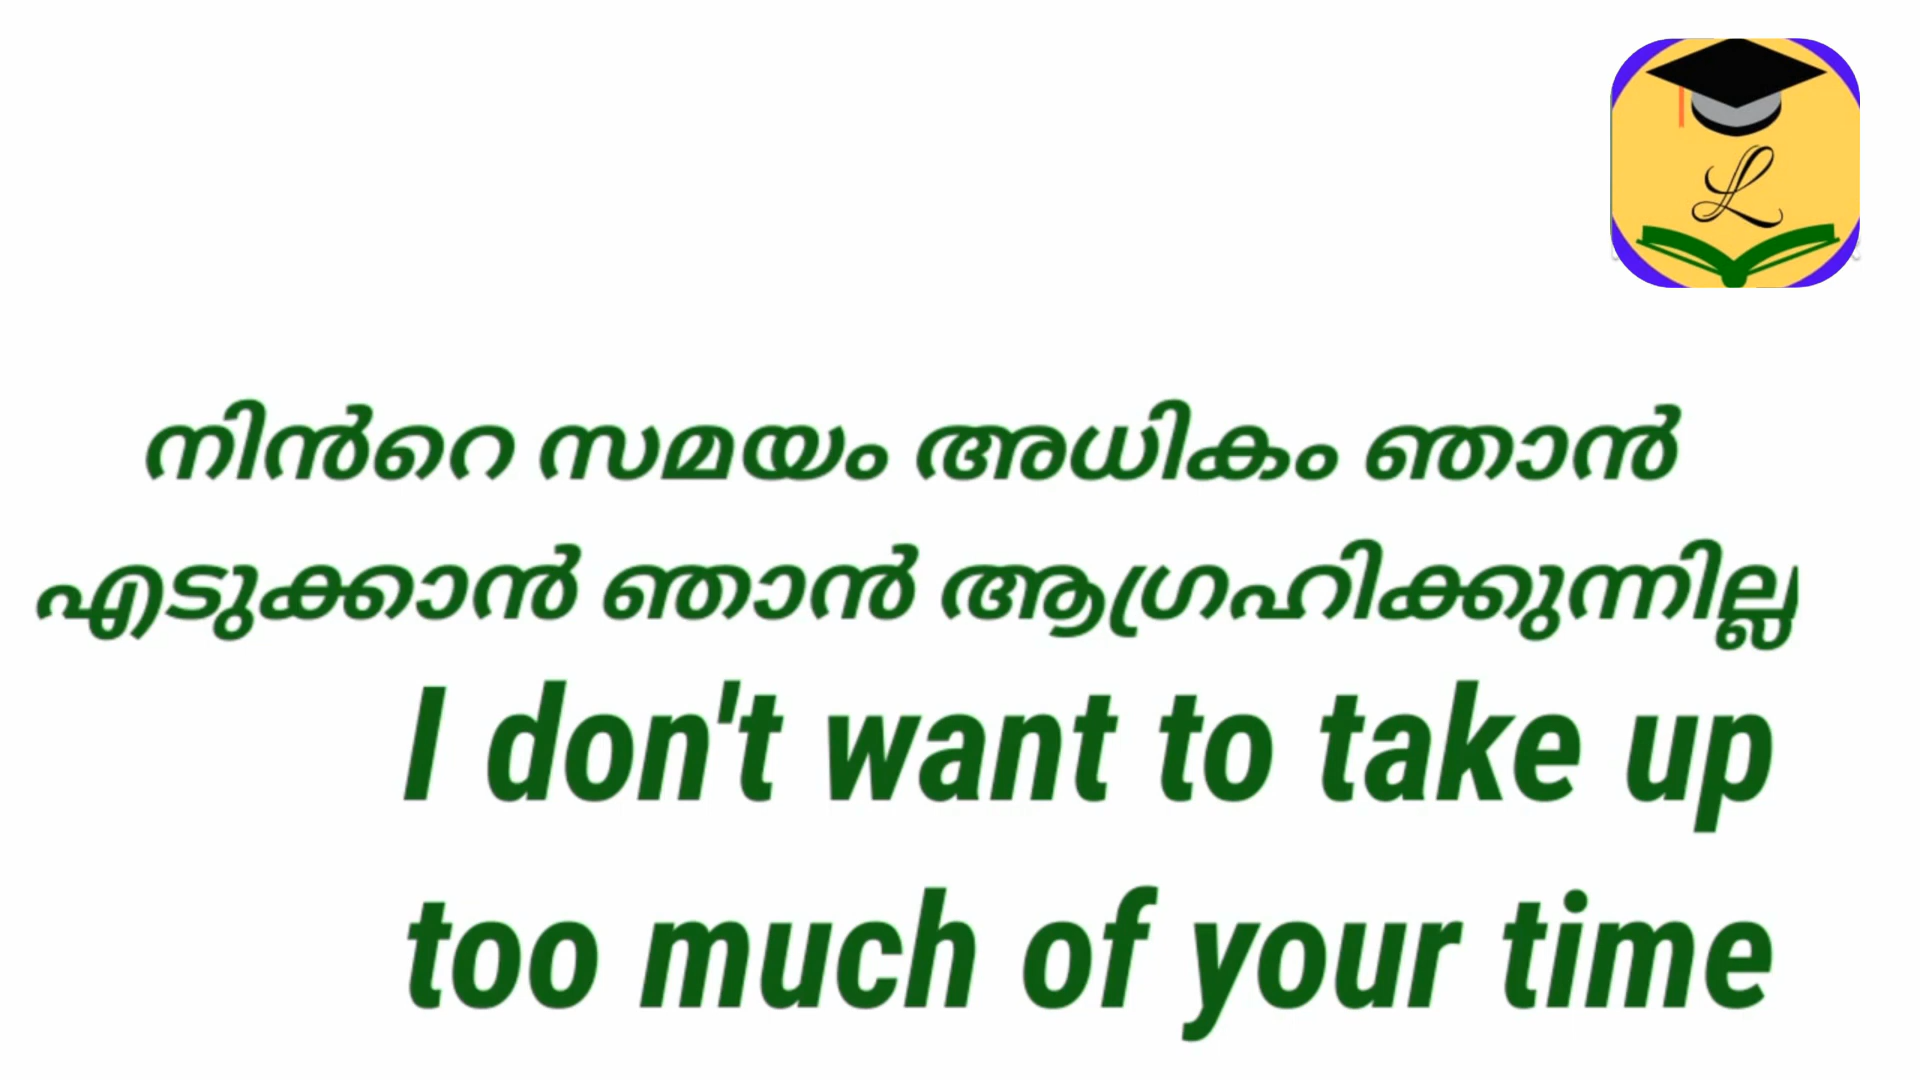 നിൻറെ സമയം അധികം ഞാൻ
എടുക്കാൻ ഞാൻ ആഗ്രഹിക്കുന്നില്ല
I don't want to take up
too much of your time
L